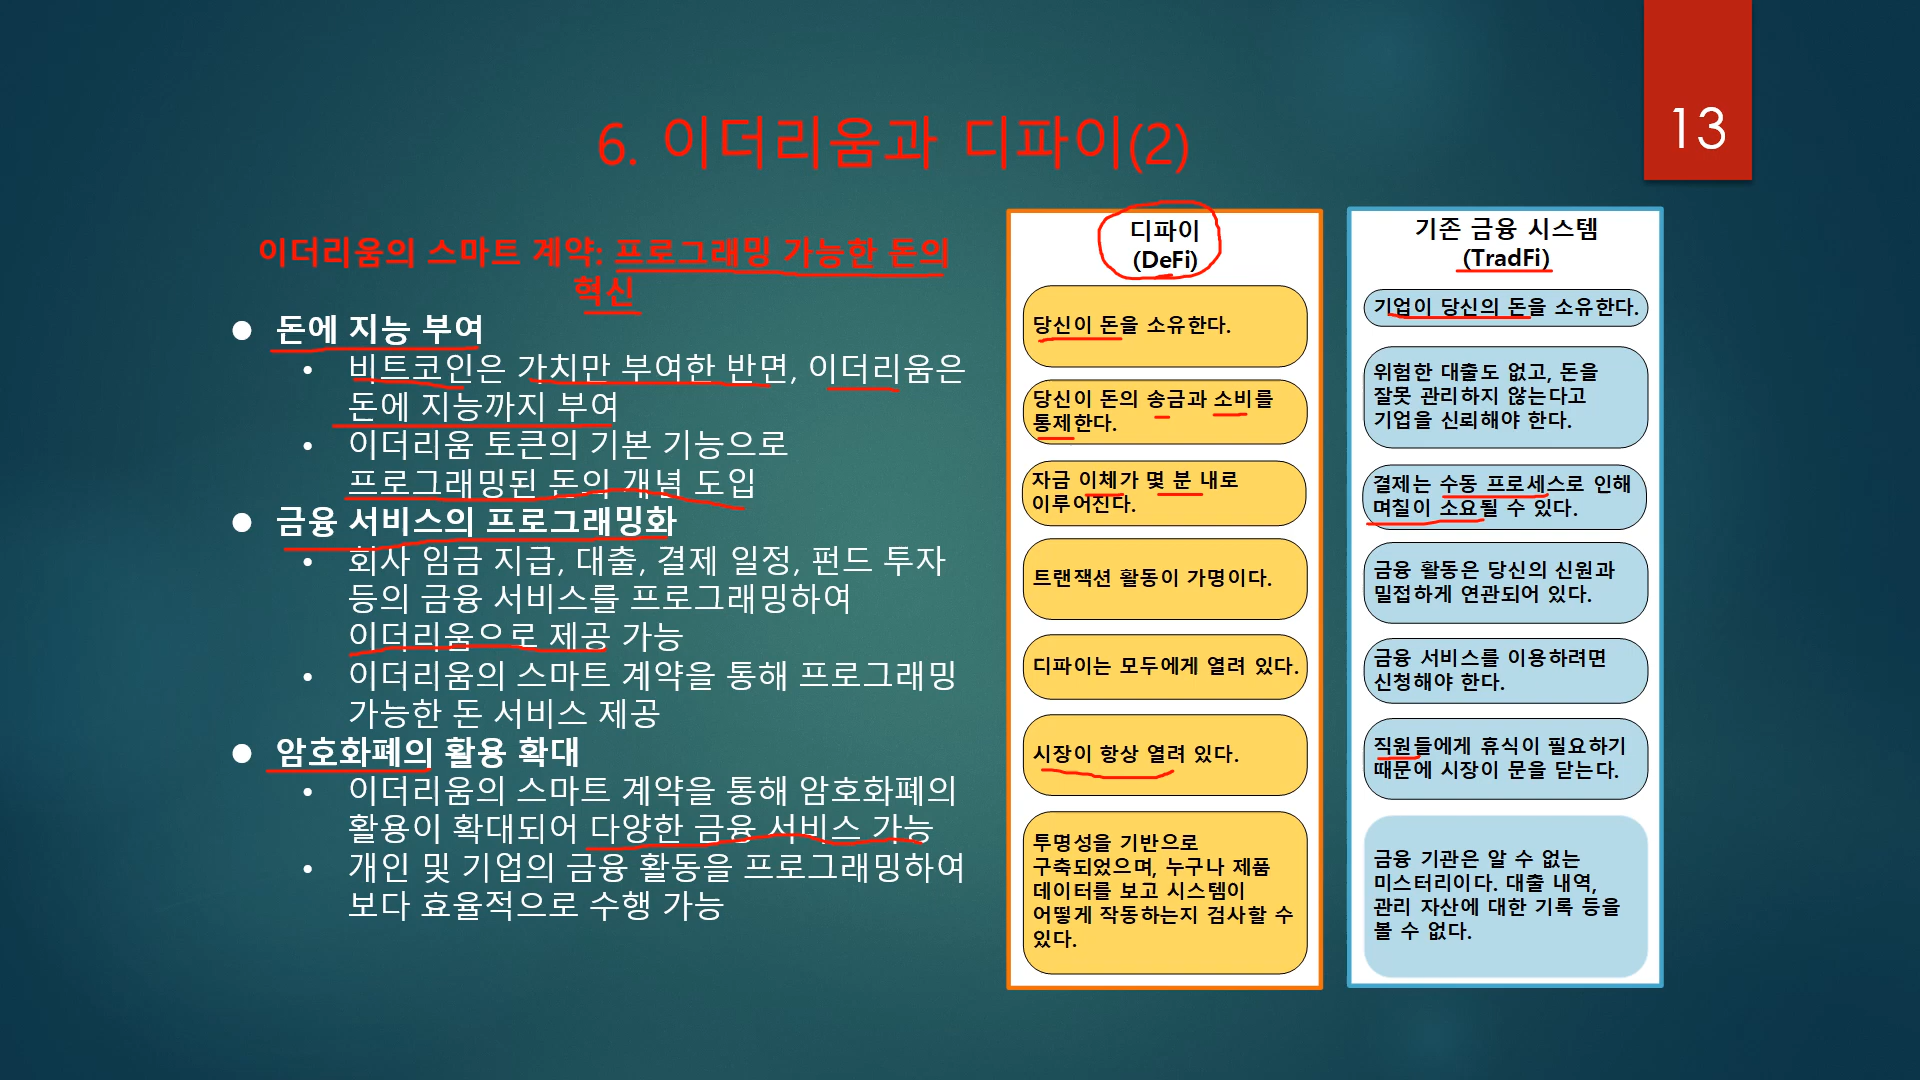 13
6. 이더리움과 디파이(2)
이더리움의 스마트 계약: 프로그래밍 가능한 돈의
혁신
● 돈에 지능 부여
• 비트코인은 가치만 부여한 반면, 이더리움은
돈에 지능까지 부여
• 이더리움 토큰의 기본 기능으로
프로그래밍된 돈의 개념 도입
● 금융 서비스의 프로그래밍화
• 회사 임금 지급, 대출, 결제 일정, 펀드 투자
등의 금융 서비스를 프로그래밍하여
이더리움으로 제공 가능
• 이더리움의 스마트 계약을 통해 프로그래밍
가능한 돈 서비스 제공
● 암호화폐의 활용 확대
• 이더리움의 스마트 계약을 통해 암호화폐의
활용이 확대되어 다양한 금융 서비스 가능
• 개인 및 기업의 금융 활동을 프로그래밍하여
보다 효율적으로 수행 가능
디파이
(DeFi)
당신이 돈을 소유한다.
당신이 돈의 송금과 소비를
통제한다.
자금 이체가 몇 분 내로
이루어진다.
트랜잭션 활동이 가명이다.
디파이는 모두에게 열려 있다.
시장이 항상 열려 있다.
투명성을 기반으로
구축되었으며, 누구나 제품
데이터를 보고 시스템이
어떻게 작동하는지 검사할 수
있다.
기존 금융 시스템
(TradFi)
기업이 당신의 돈을 소유한다.
위험한 대출도 없고, 돈을
잘못 관리하지 않는다고
기업을 신뢰해야 한다.
결제는 수동 프로세스로 인해
며칠이 소요될 수 있다.
금융 활동은 당신의 신원과
밀접하게 연관되어 있다.
금융 서비스를 이용하려면
신청해야 한다.
직원들에게 휴식이 필요하기
때문에 시장이 문을 닫는다.
금융 기관은 알 수 없는
미스터리이다. 대출 내역,
관리 자산에 대한 기록 등을
볼 수 없다.